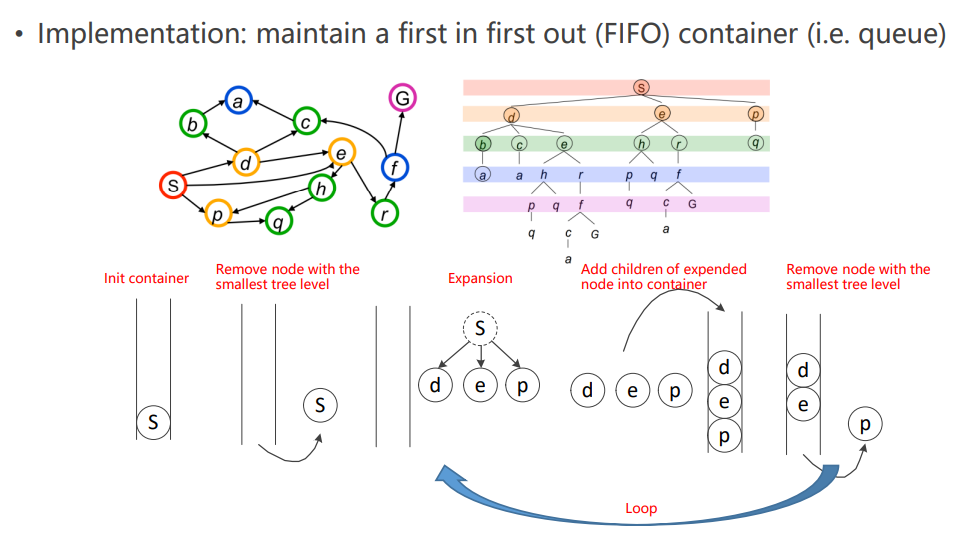 • Implementation: maintain a first in first out (FIFO) container (i.e. queue)
a
G
b
c
d
e
f
S
h
p
q
r
S
d e p
b c e h r q
a a h r p q f
p q f q c G
q c G a
a
Init container
Remove node with the
smallest tree level
Expansion
Add children of expended
node into container
Remove node with the
smallest tree level
S
S
S
d e p
d e p
d
e
p
d
e
p
Loop